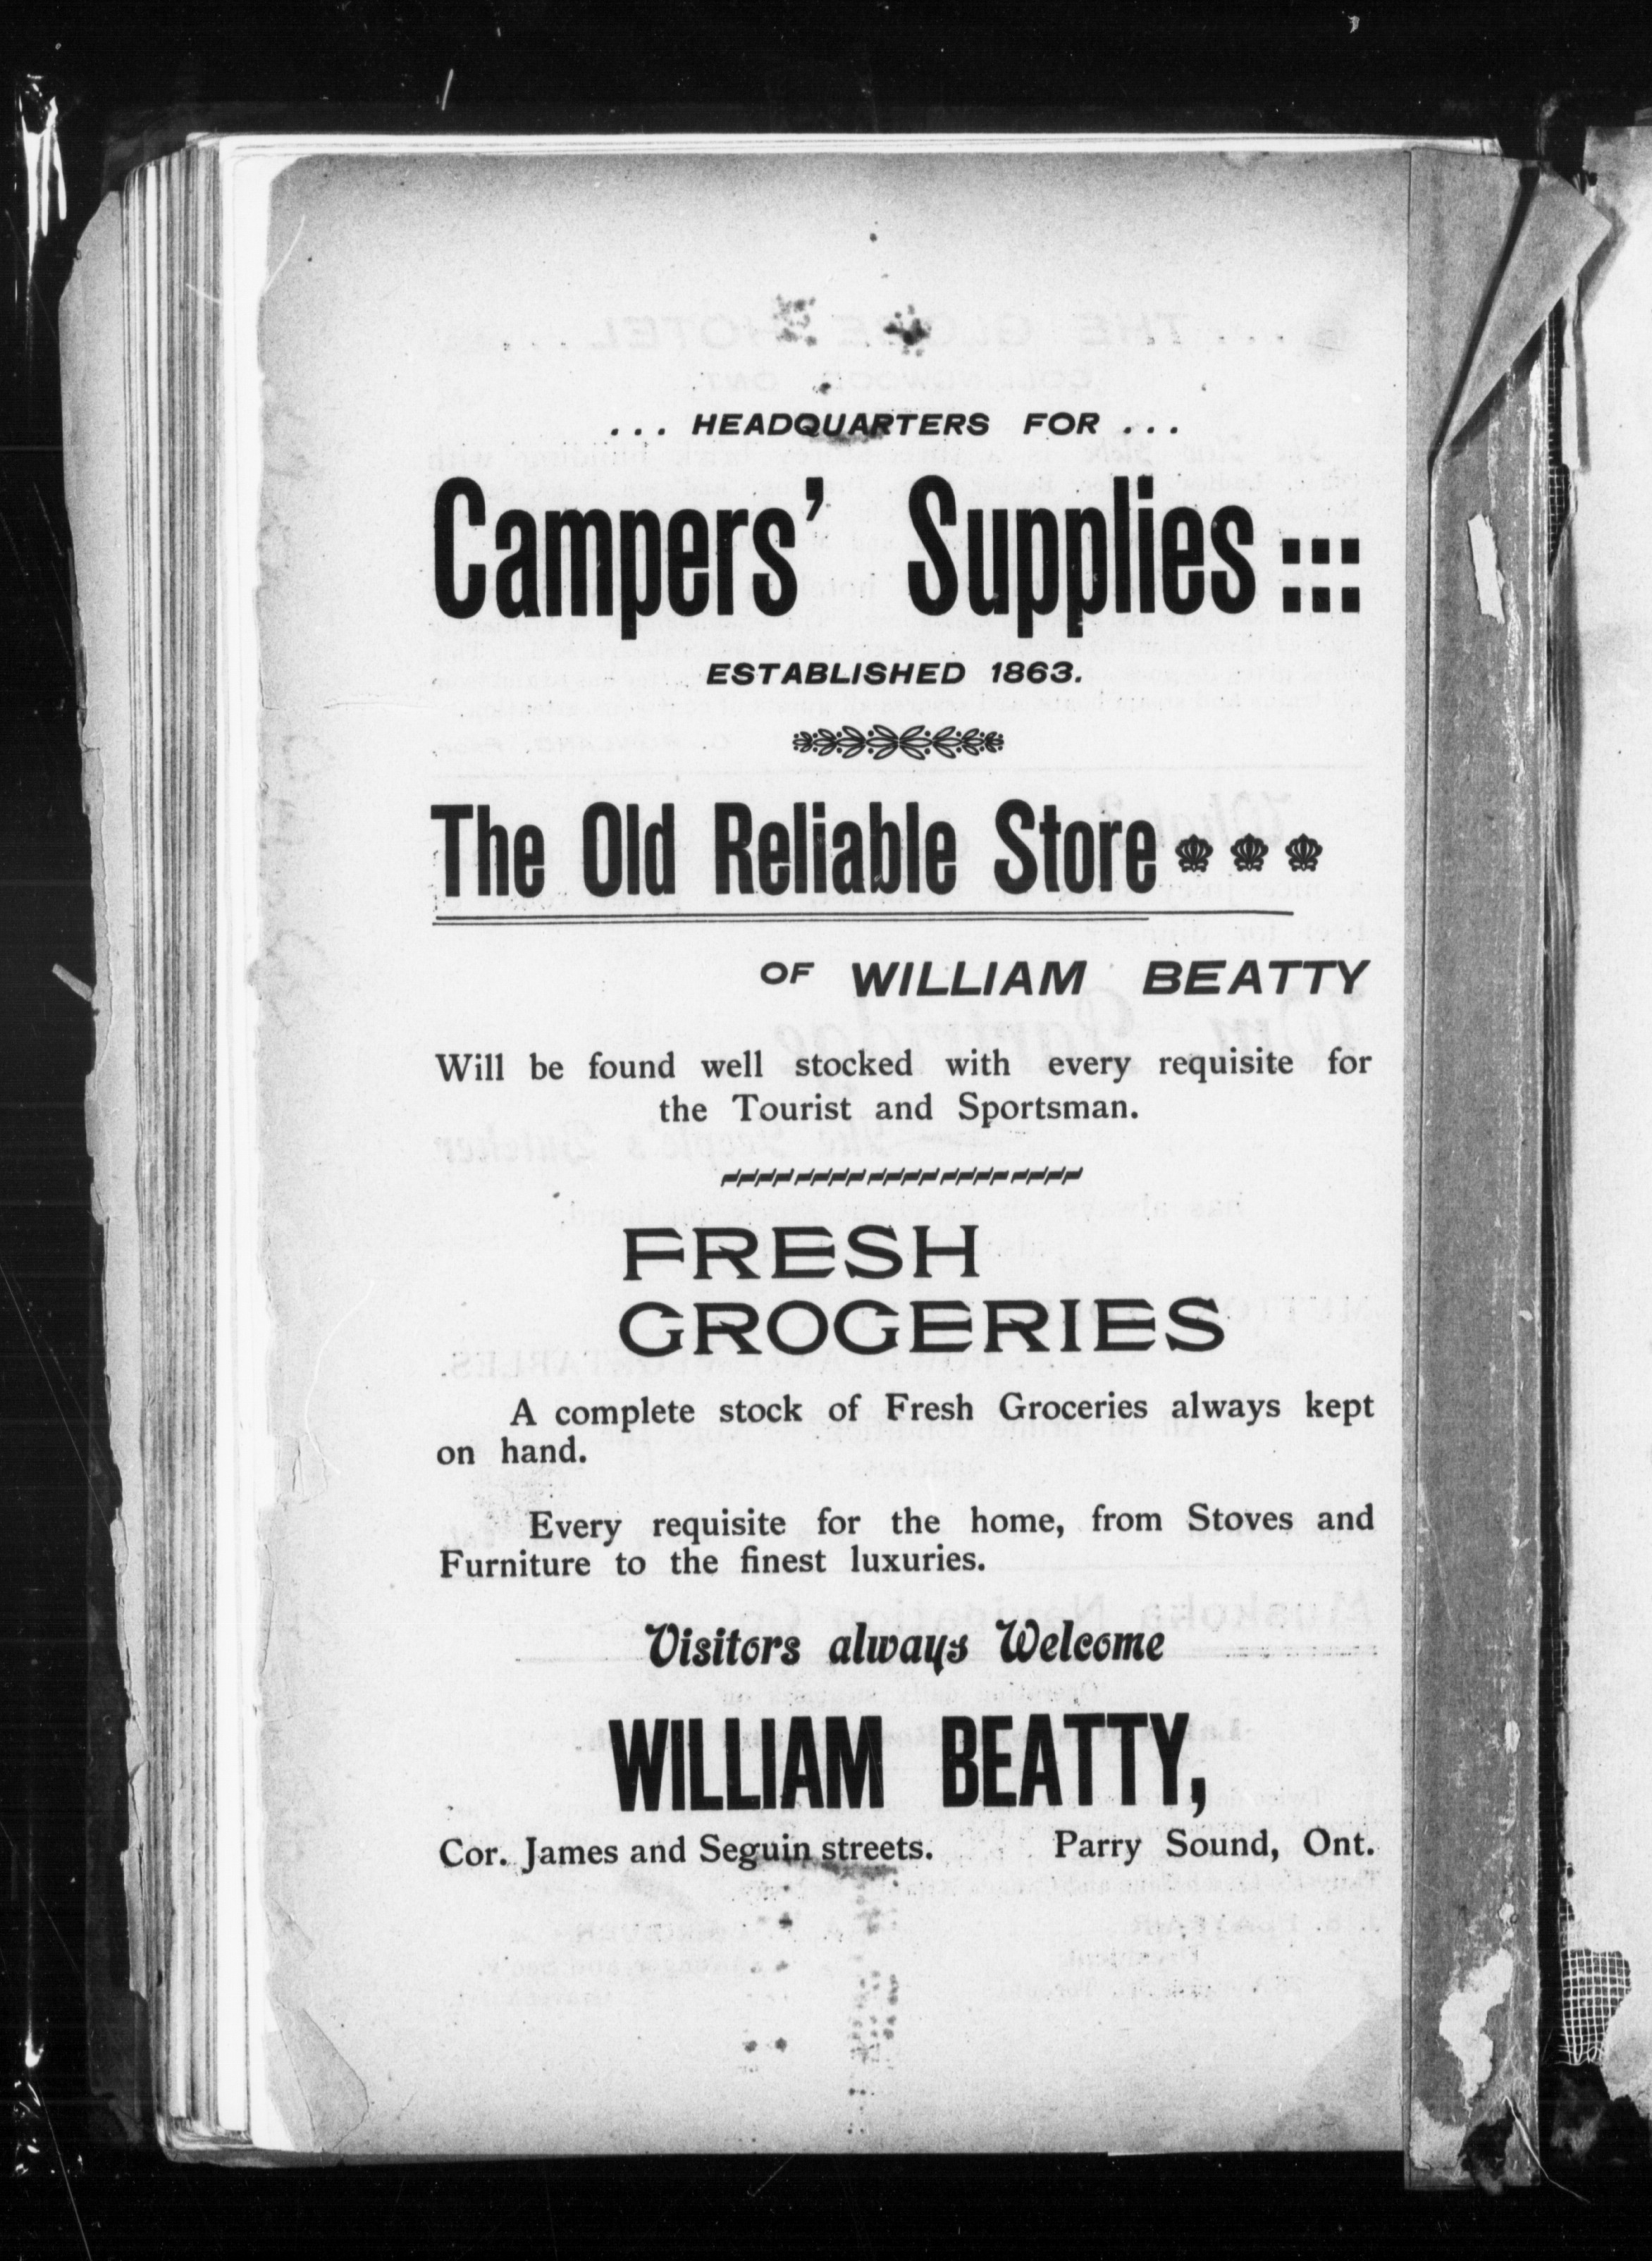 ... HEADQUARTERS FOR ...
Campers' Supplies :::
ESTABLISHED 1863.
The Old Reliable Store
OF WILLIAM BEATTY
Will be found well stocked with every requisite for
the Tourist and Sportsman.
FRESH
GROCERIES
A complete stock of Fresh Groceries always kept
on hand.
Every requisite for the home, from Stoves and
Furniture to the finest luxuries.
Visitors always Welcome
WILLIAM BEATTY,
Cor. James and Seguin streets. Parry Sound, Ont.